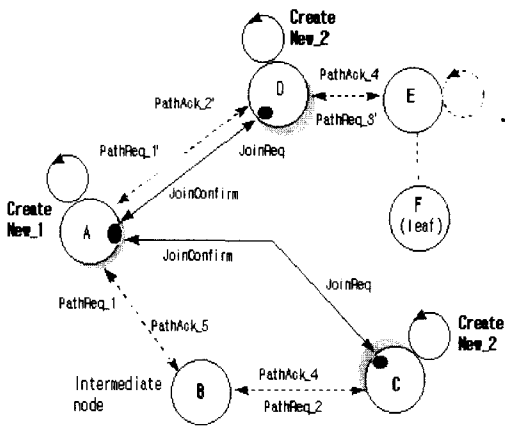 Create
New_2
D
PathAck_4
E
PathReq_3'
PathAck_2'
PathReq_1'
JoinReq
JoinConfirm
Create
New_1
A
F
(leaf)
JoinConfirm
JoinReq
PathReq_1
PathAck_5
Create
New_2
Intermediate
node
B
PathAck_4
PathReq_2
C